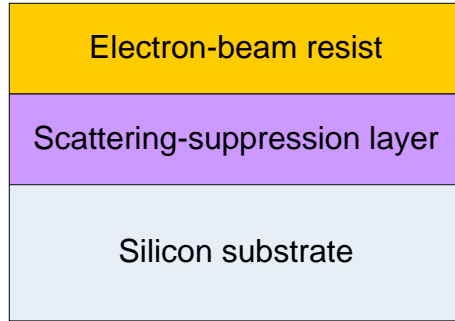 Electron-beam resist
Scattering-suppression layer
Silicon substrate